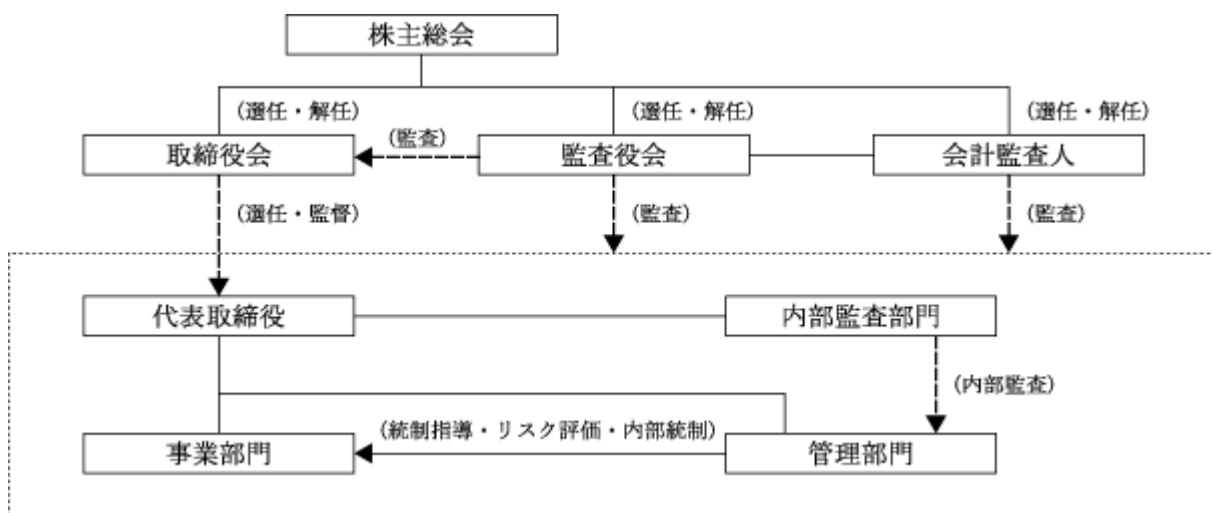 株主総会
(選任・解任)
(選任・解任)
(選任・解任)
取締役会
(監査)
監査役会
会計監査人
(選任・監督)
(監査)
(監査)
代表取締役
内部監査部門
(内部監査)
(統制指導・リスク評価・内部統制)
事業部門
管理部門